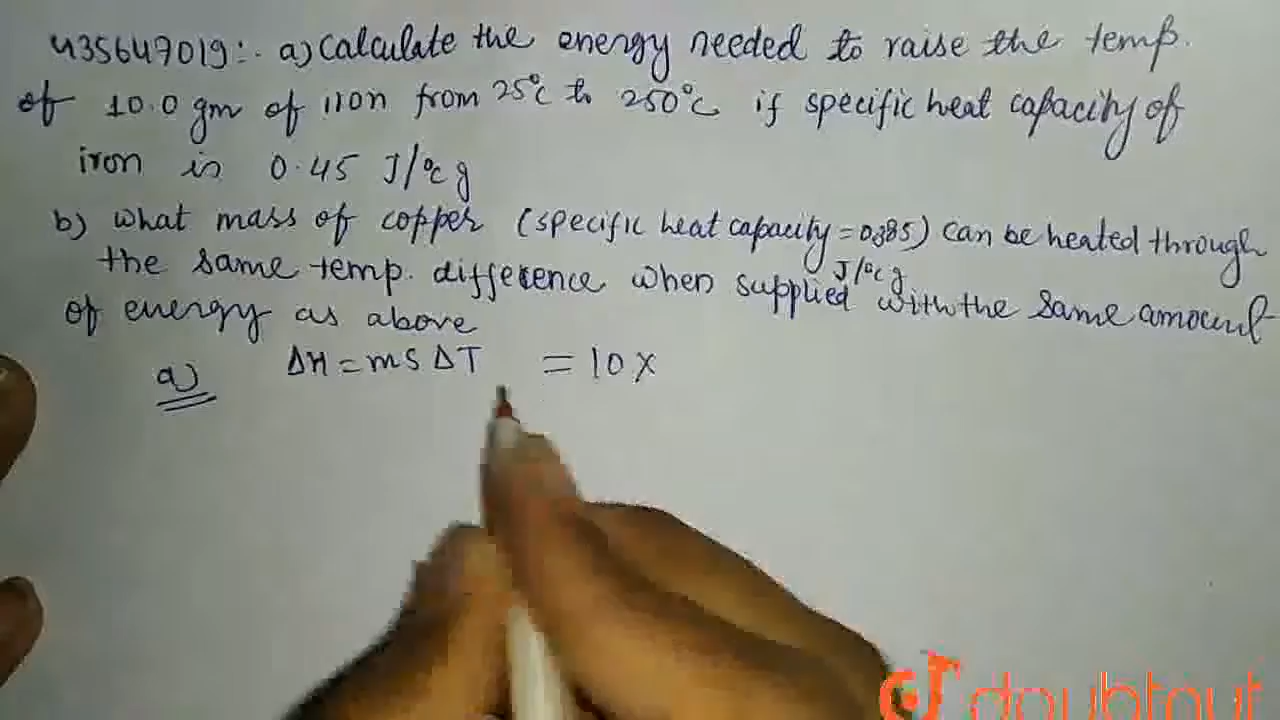 435647019:- a) Calculate the energy needed to raise the temp.
of 10.0 gm of iron from 25°C to 250°C if specific heat capacity of
iron is 0.45 J/°C g
b) what mass of copper (specific heat capacity = 0.385) can be heated through
J/°C g
the same temp. difference when supplied with the same amount
of energy as above
a) ΔH = ms ΔT = 10 x
doubtnut